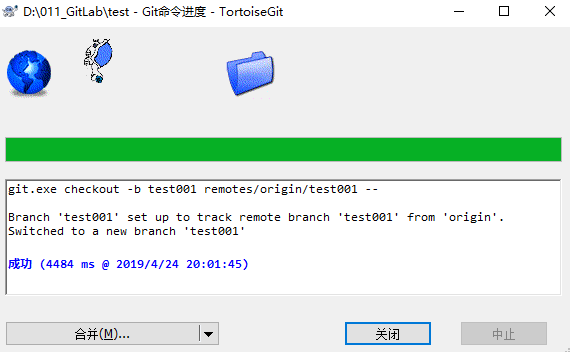 D:\011_GitLab\test - Git命令进度 - TortoiseGit
git.exe checkout -b test001 remotes/origin/test001 --
Branch 'test001' set up to track remote branch 'test001' from 'origin'.
Switched to a new branch 'test001'
成功 (4484 ms @ 2019/4/24 20:01:45)
合并(M)...
关闭
中止